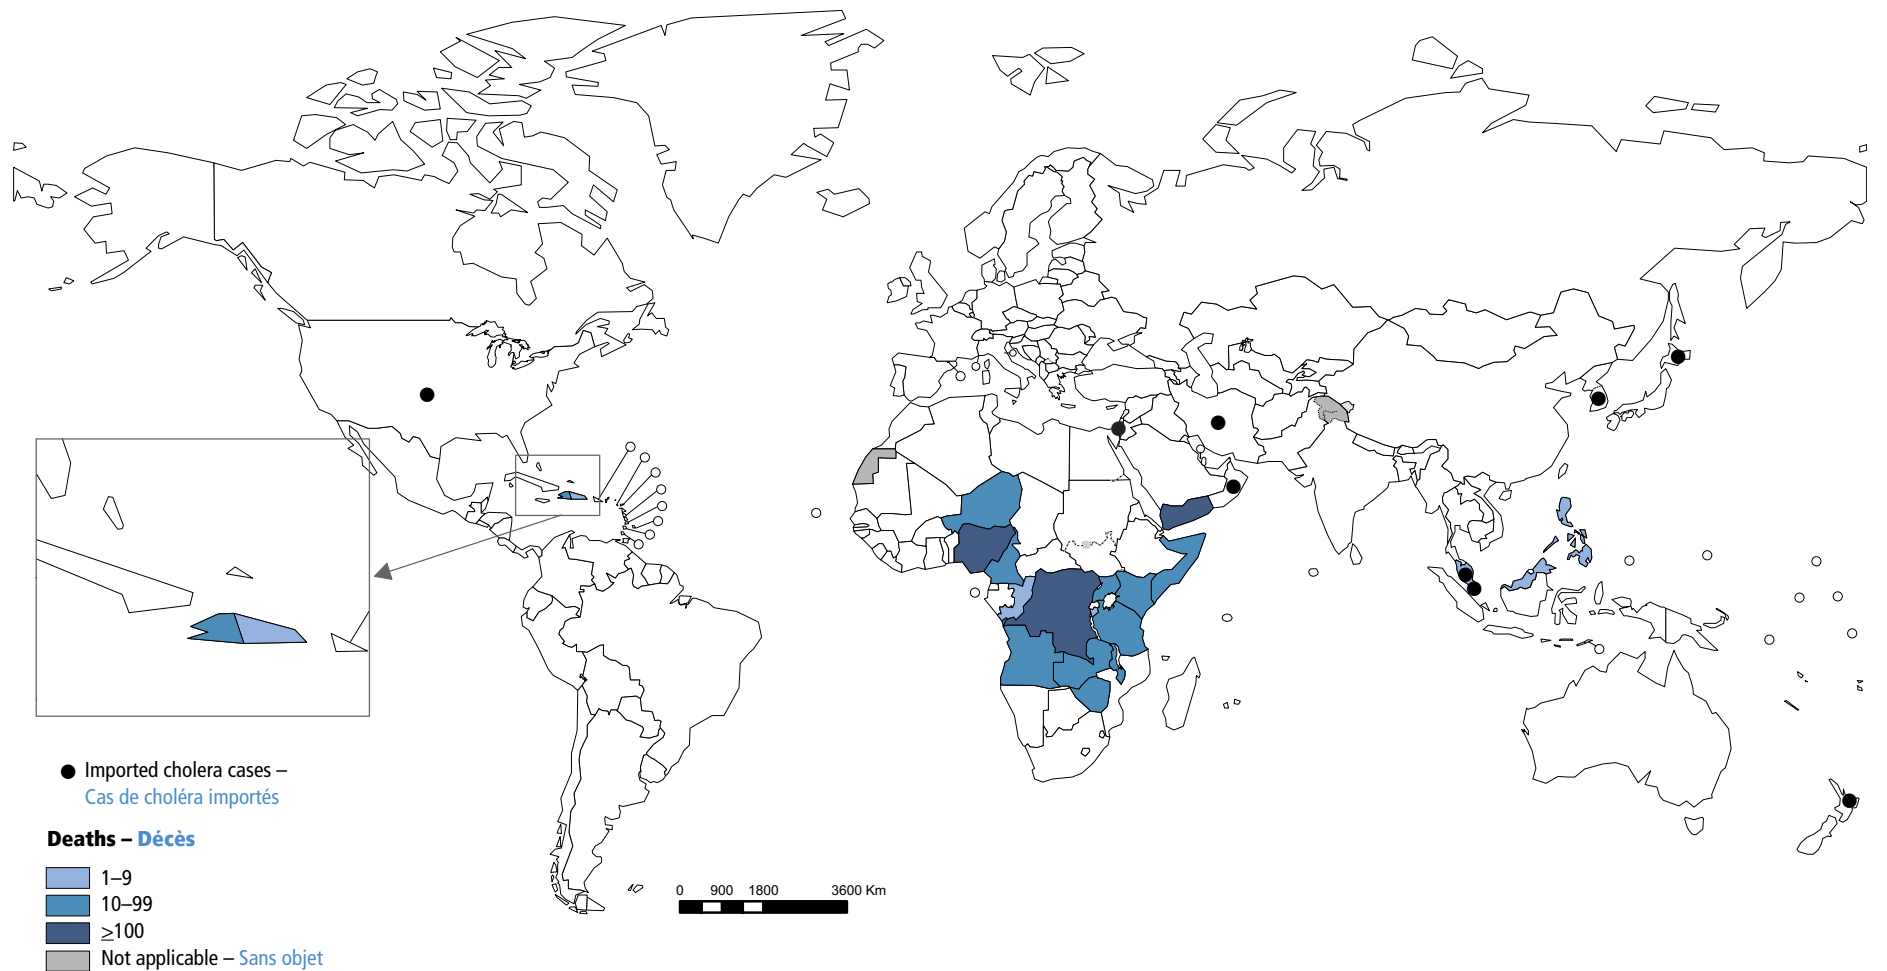 Imported cholera cases –
Cas de choléra importés
Deaths – Décès
1–9
10–99
≥100
Not applicable – Sans objet
0 900 1800 3600 Km